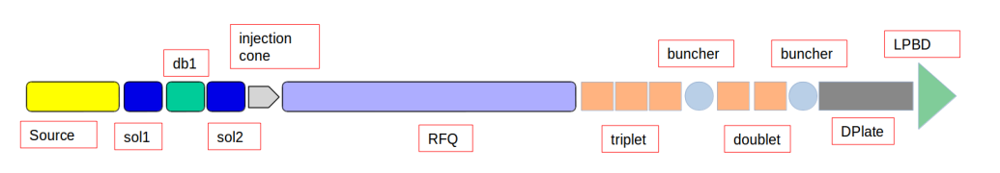 injection
cone
LPBD
buncher
buncher
db1
Source
sol1
sol2
RFQ
triplet
doublet
DPlate